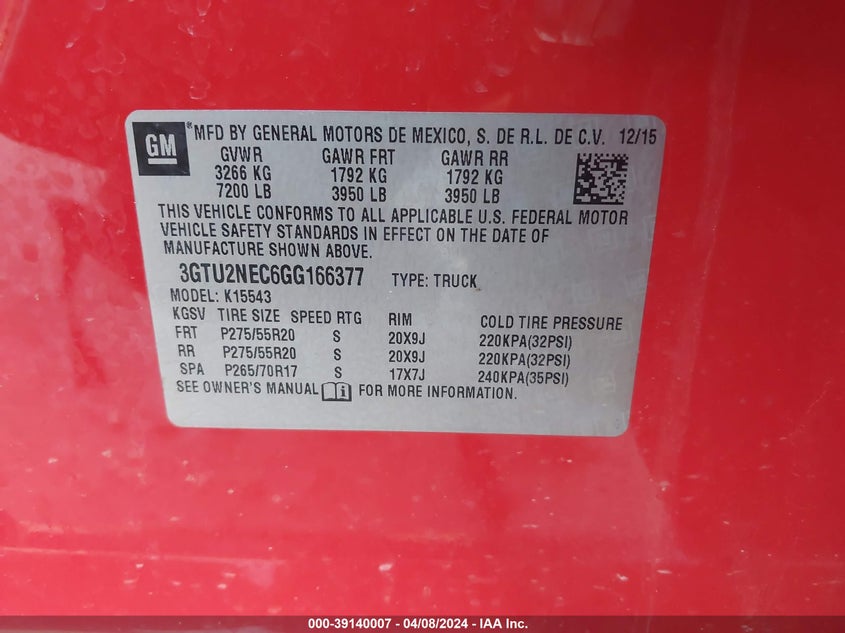 GM
*MFD BY GENERAL MOTORS DE MEXICO, S. DE R.L. DE C.V. 12/15
GVWR GAWR FRT GAWR RR
3266 KG 1792 KG 1792 KG
7200 LB 3950 LB 3950 LB
THIS VEHICLE CONFORMS TO ALL APPLICABLE U.S. FEDERAL MOTOR
VEHICLE SAFETY STANDARDS IN EFFECT ON THE DATE OF
MANUFACTURE SHOWN ABOVE.
3GTU2NEC6GG166377 TYPE: TRUCK
MODEL: K15543
KGSV TIRE SIZE SPEED RTG RIM COLD TIRE PRESSURE
FRT P275/55R20 S 20X9J 220KPA(32PSI)
RR P275/55R20 S 20X9J 220KPA(32PSI)
SPA P265/70R17 S 17X7J 240KPA(35PSI)
SEE OWNER'S MANUAL i FOR MORE INFORMATION.
000-39140007 - 04/08/2024 - IAA Inc.